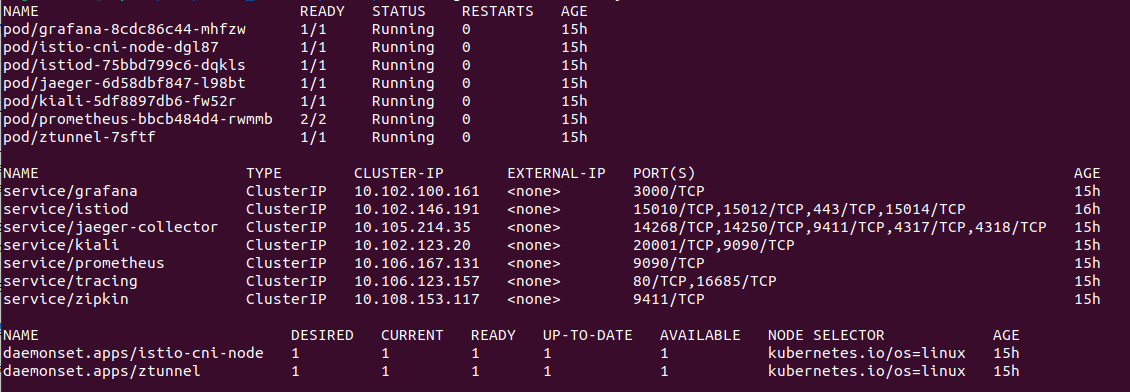 NAME READY STATUS RESTARTS AGE
pod/grafana-8cdc86c44-mhfzw 1/1 Running 0 15h
pod/istio-cni-node-dgl87 1/1 Running 0 15h
pod/istiod-75bbd799c6-dqkls 1/1 Running 0 15h
pod/jaeger-6d58dbf847-l98bt 1/1 Running 0 15h
pod/kiali-5df8897db6-fw52r 1/1 Running 0 15h
pod/prometheus-bbcb484d4-rwmmb 2/2 Running 0 15h
pod/ztunnel-7sftf 1/1 Running 0 15h
NAME TYPE CLUSTER-IP EXTERNAL-IP PORT(S) AGE
service/grafana ClusterIP 10.102.100.161 <none> 3000/TCP 15h
service/istiod ClusterIP 10.102.146.191 <none> 15010/TCP,15012/TCP,443/TCP,15014/TCP 16h
service/jaeger-collector ClusterIP 10.105.214.35 <none> 14268/TCP,14250/TCP,9411/TCP,4317/TCP,4318/TCP 15h
service/kiali ClusterIP 10.102.123.20 <none> 20001/TCP,9090/TCP 15h
service/prometheus ClusterIP 10.106.167.131 <none> 9090/TCP 15h
service/tracing ClusterIP 10.106.123.157 <none> 80/TCP,16685/TCP 15h
service/zipkin ClusterIP 10.108.153.117 <none> 9411/TCP 15h
NAME DESIRED CURRENT READY UP-TO-DATE AVAILABLE NODE SELECTOR AGE
daemonset.apps/istio-cni-node 1 1 1 1 1 kubernetes.io/os=linux 15h
daemonset.apps/ztunnel 1 1 1 1 1 kubernetes.io/os=linux 15h